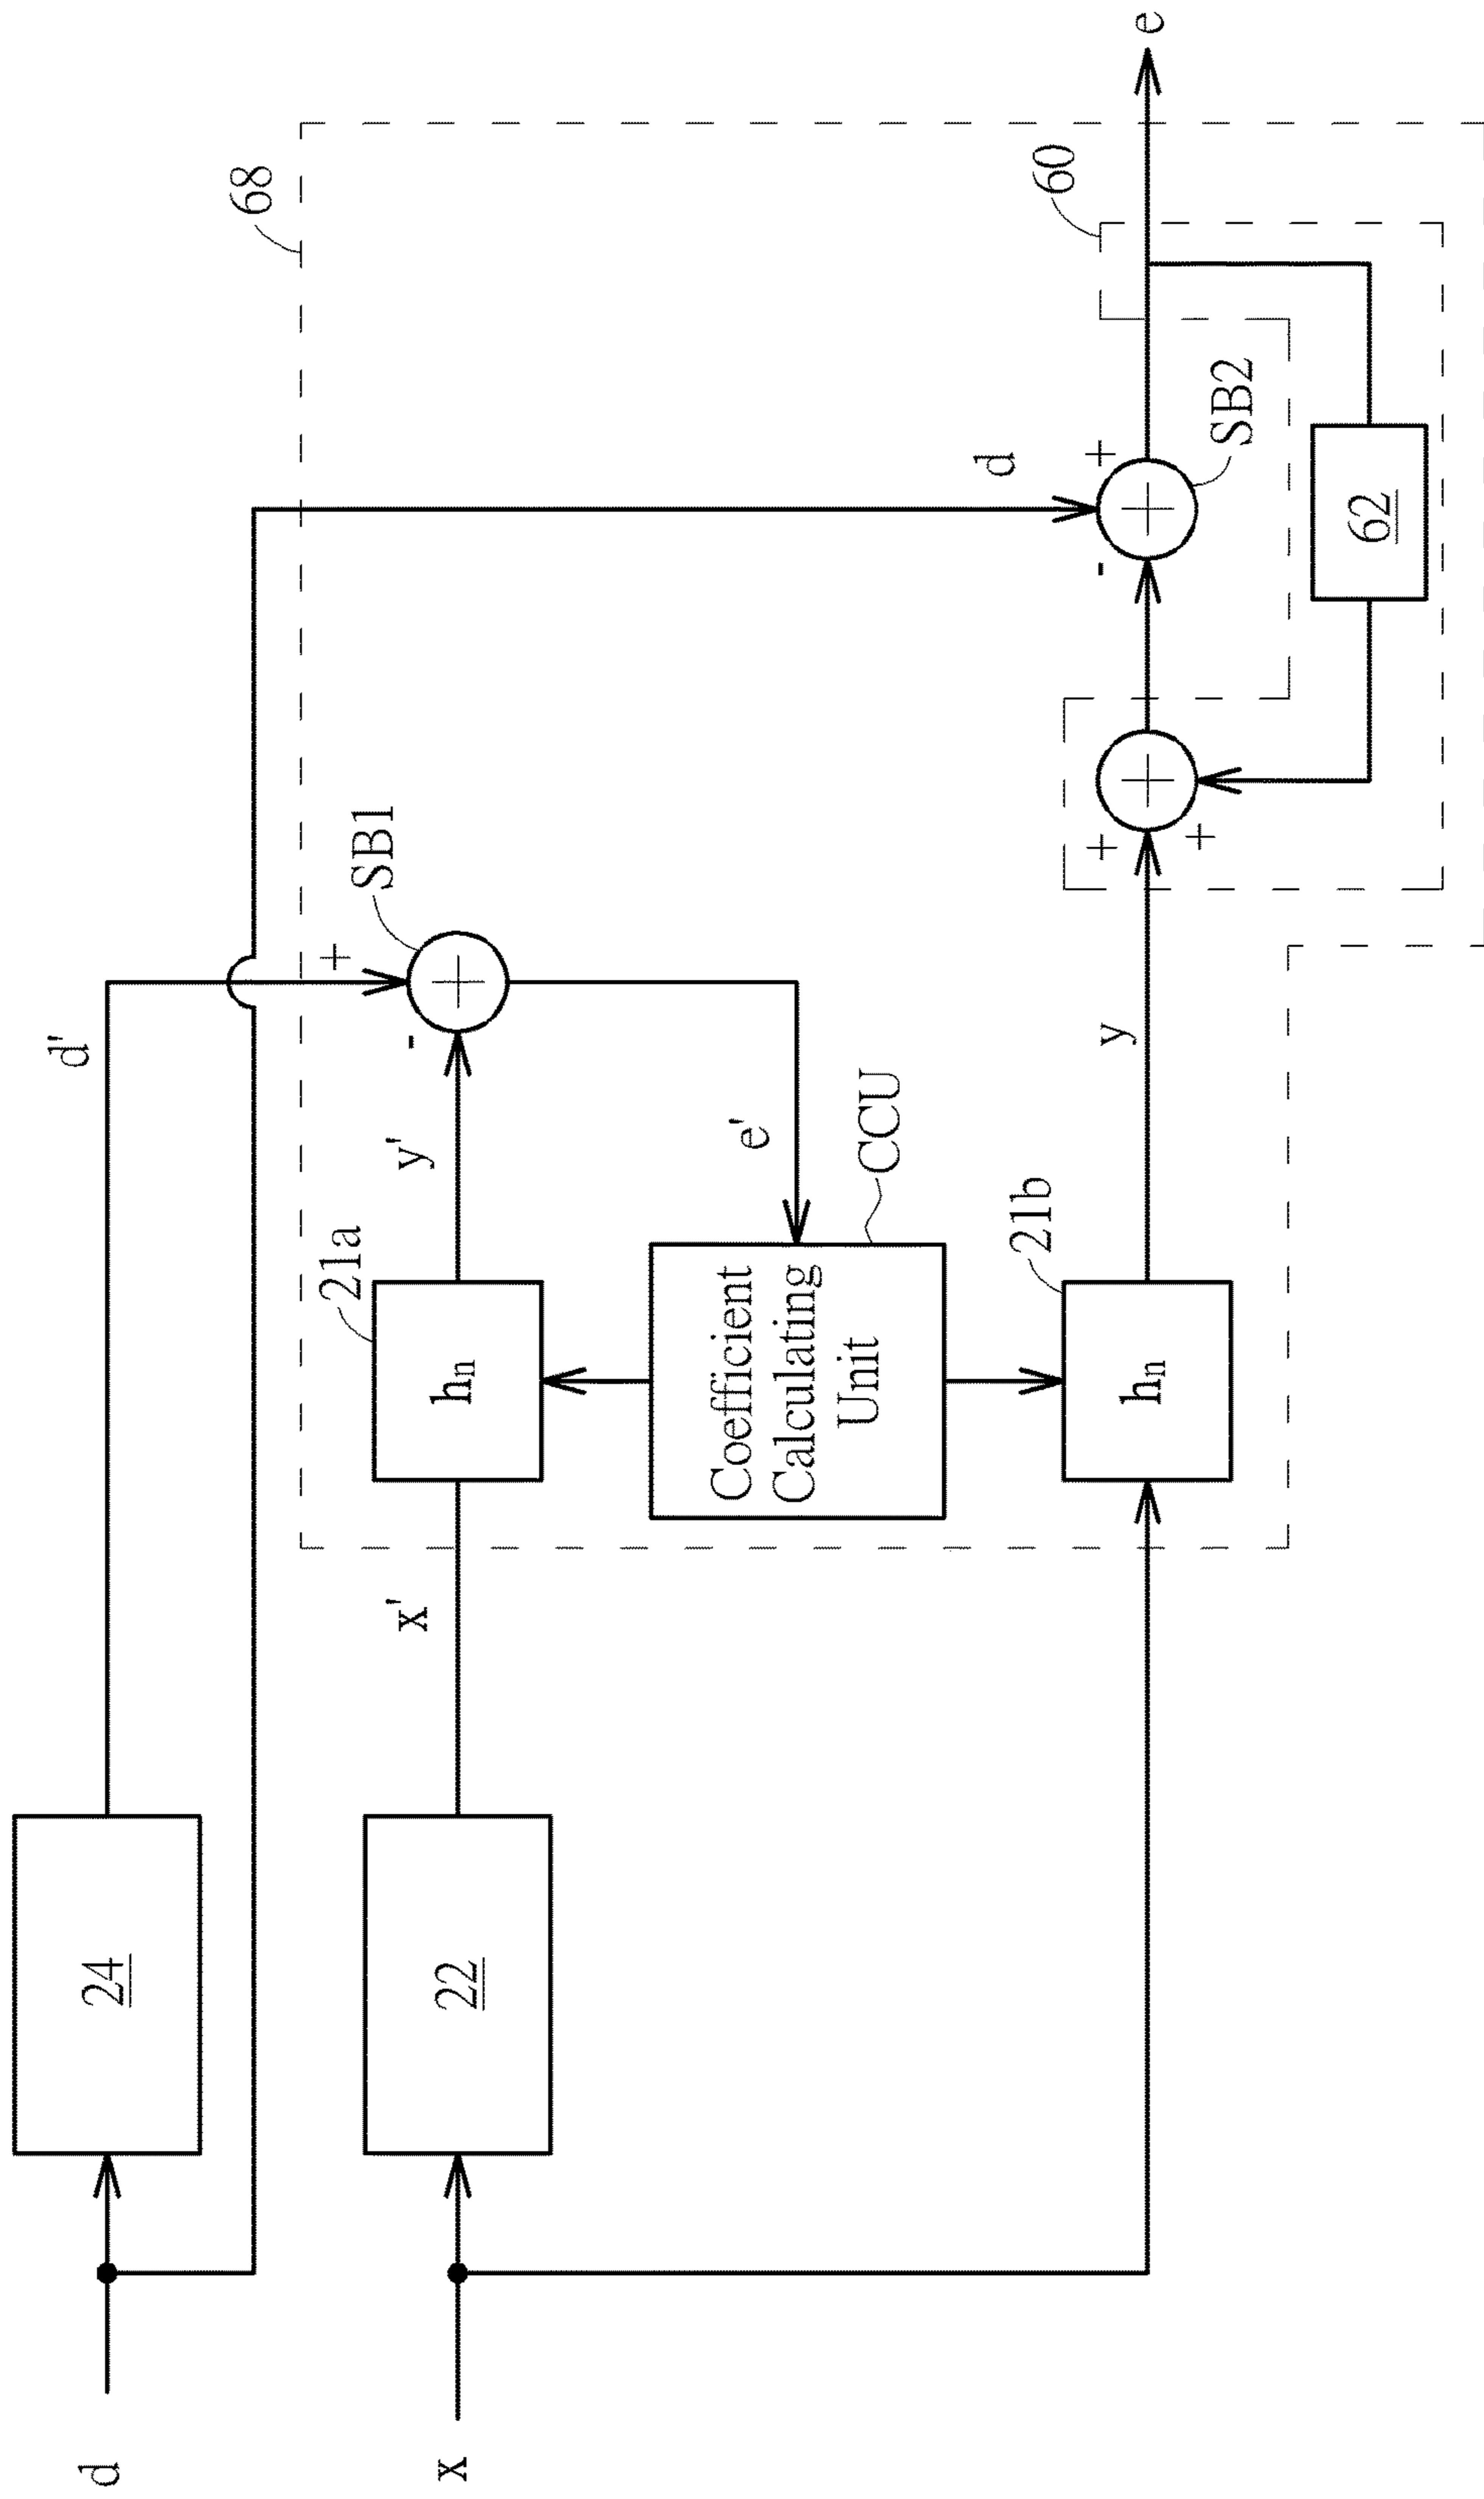 d
24
d'
68
x
22
x'
21a
hn
y'
-
+
SB1
e'
Coefficient
Calculating
Unit
CCU
21b
hn
y
+
+
-
d
+
SB2
60
62
e